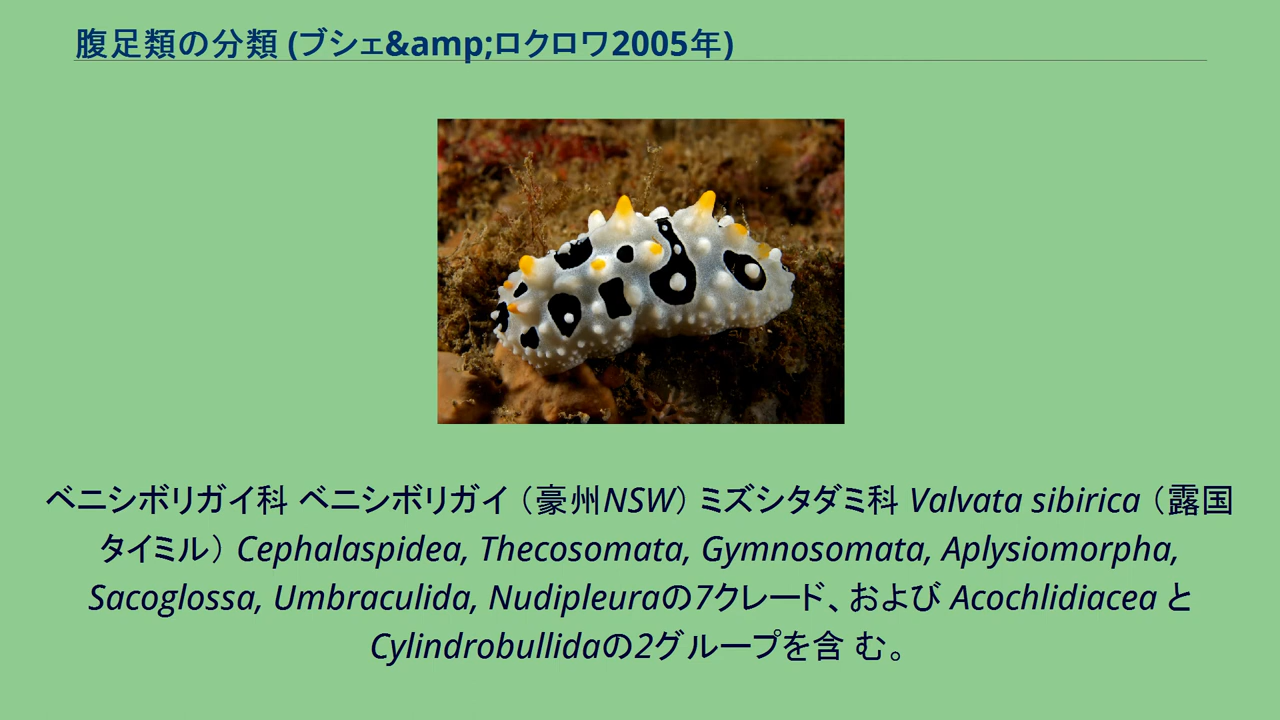 腹足類の分類 (ブシェ&amp;ロクロワ2005年)
ベニシボリガイ科 ベニシボリガイ（豪州NSW）ミズシタダミ科 Valvata sibirica（露国
タイミル）Cephalaspidea, Thecosomata, Gymnosomata, Aplysiomorpha,
Sacoglossa, Umbraculida, Nudipleuraの7クレード、および Acochlidiacea と
Cylindrobullidaの2グループを含 む。